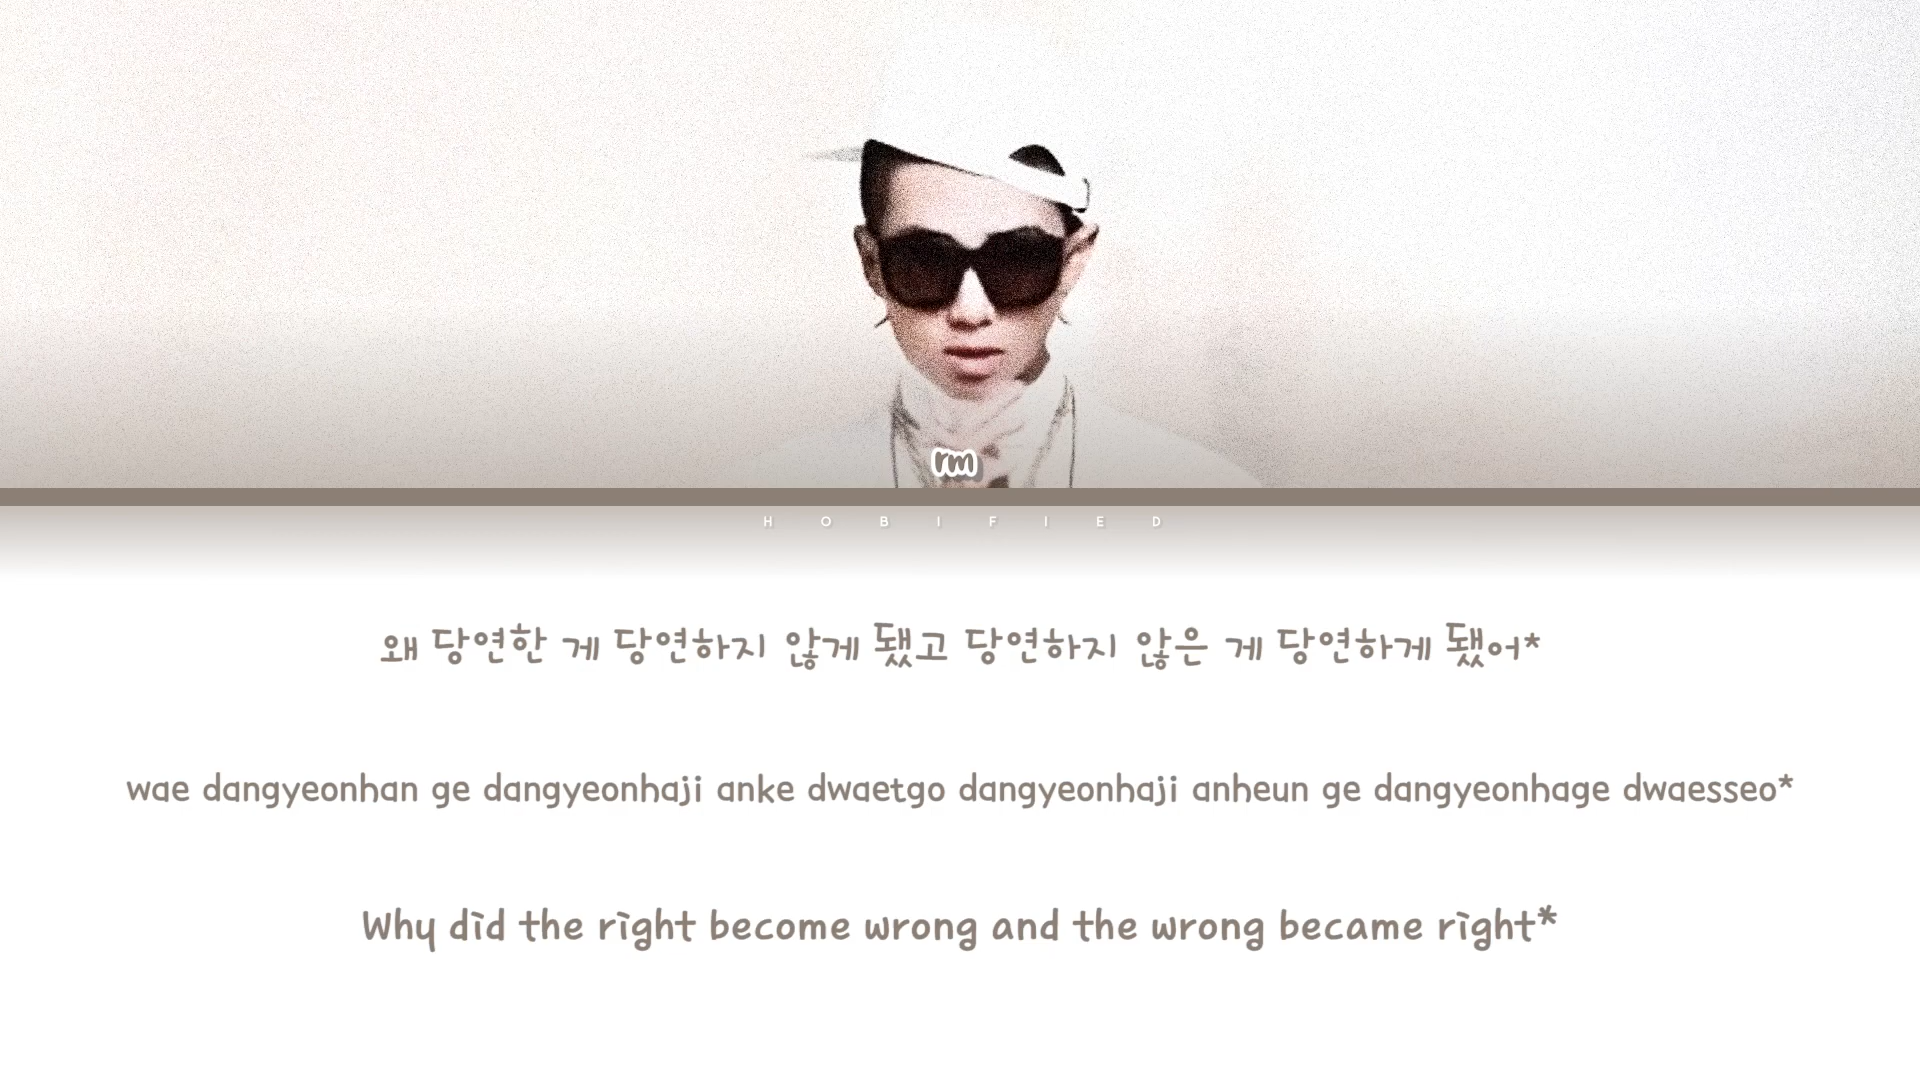 rm
HOBIFIED
왜 당연한 게 당연하지 않게 됐고 당연하지 않은 게 당연하게 됐어*
wae dangyeonhan ge dangyeonhaji anke dwaetgo dangyeonhaji anheun ge dangyeonhage dwaesseo*
Why did the right become wrong and the wrong became right*